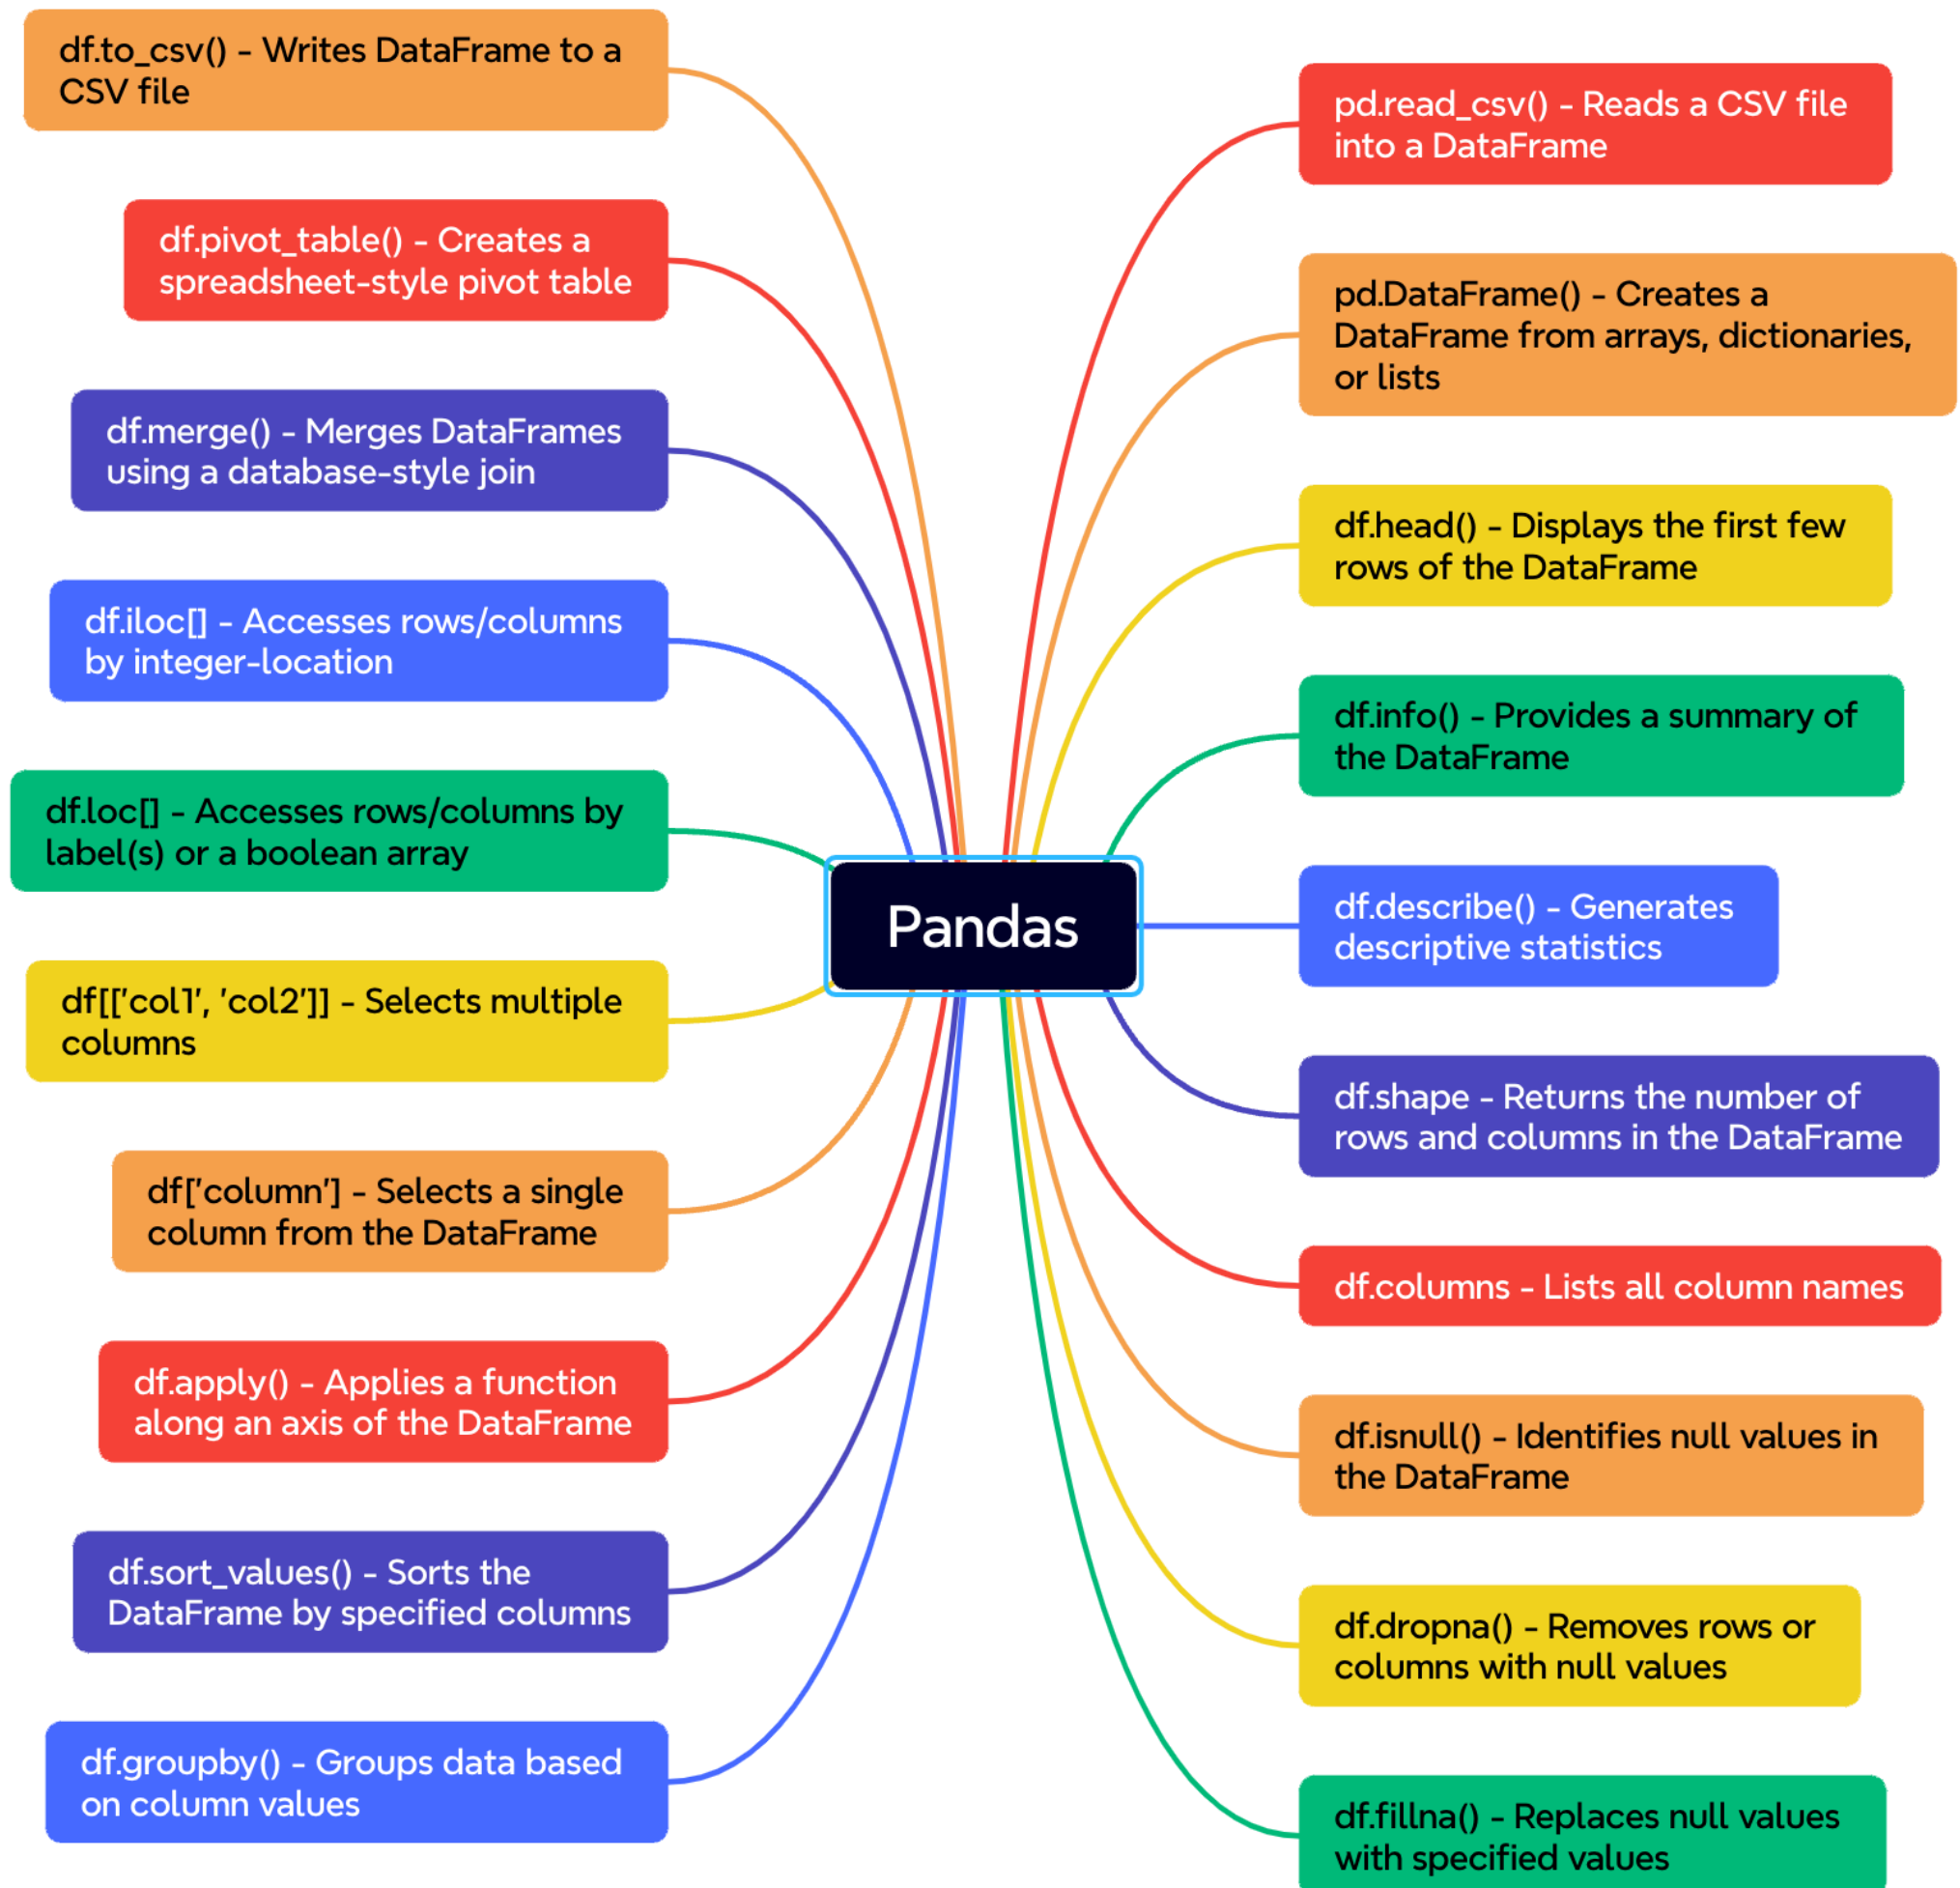 df.to_csv() - Writes DataFrame to a
CSV file
df.pivot_table() - Creates a
spreadsheet-style pivot table
df.merge() - Merges DataFrames
using a database-style join
df.iloc[] - Accesses rows/columns
by integer-location
df.loc[] - Accesses rows/columns by
label(s) or a boolean array
df[['col1', 'col2']] - Selects multiple
columns
df['column'] - Selects a single
column from the DataFrame
df.apply() - Applies a function
along an axis of the DataFrame
df.sort_values() - Sorts the
DataFrame by specified columns
df.groupby() - Groups data based
on column values
Pandas
pd.read_csv() - Reads a CSV file
into a DataFrame
pd.DataFrame() - Creates a
DataFrame from arrays, dictionaries,
or lists
df.head() - Displays the first few
rows of the DataFrame
df.info() - Provides a summary of
the DataFrame
df.describe() - Generates
descriptive statistics
df.shape - Returns the number of
rows and columns in the DataFrame
df.columns - Lists all column names
df.isnull() - Identifies null values in
the DataFrame
df.dropna() - Removes rows or
columns with null values
df.fillna() - Replaces null values
with specified values